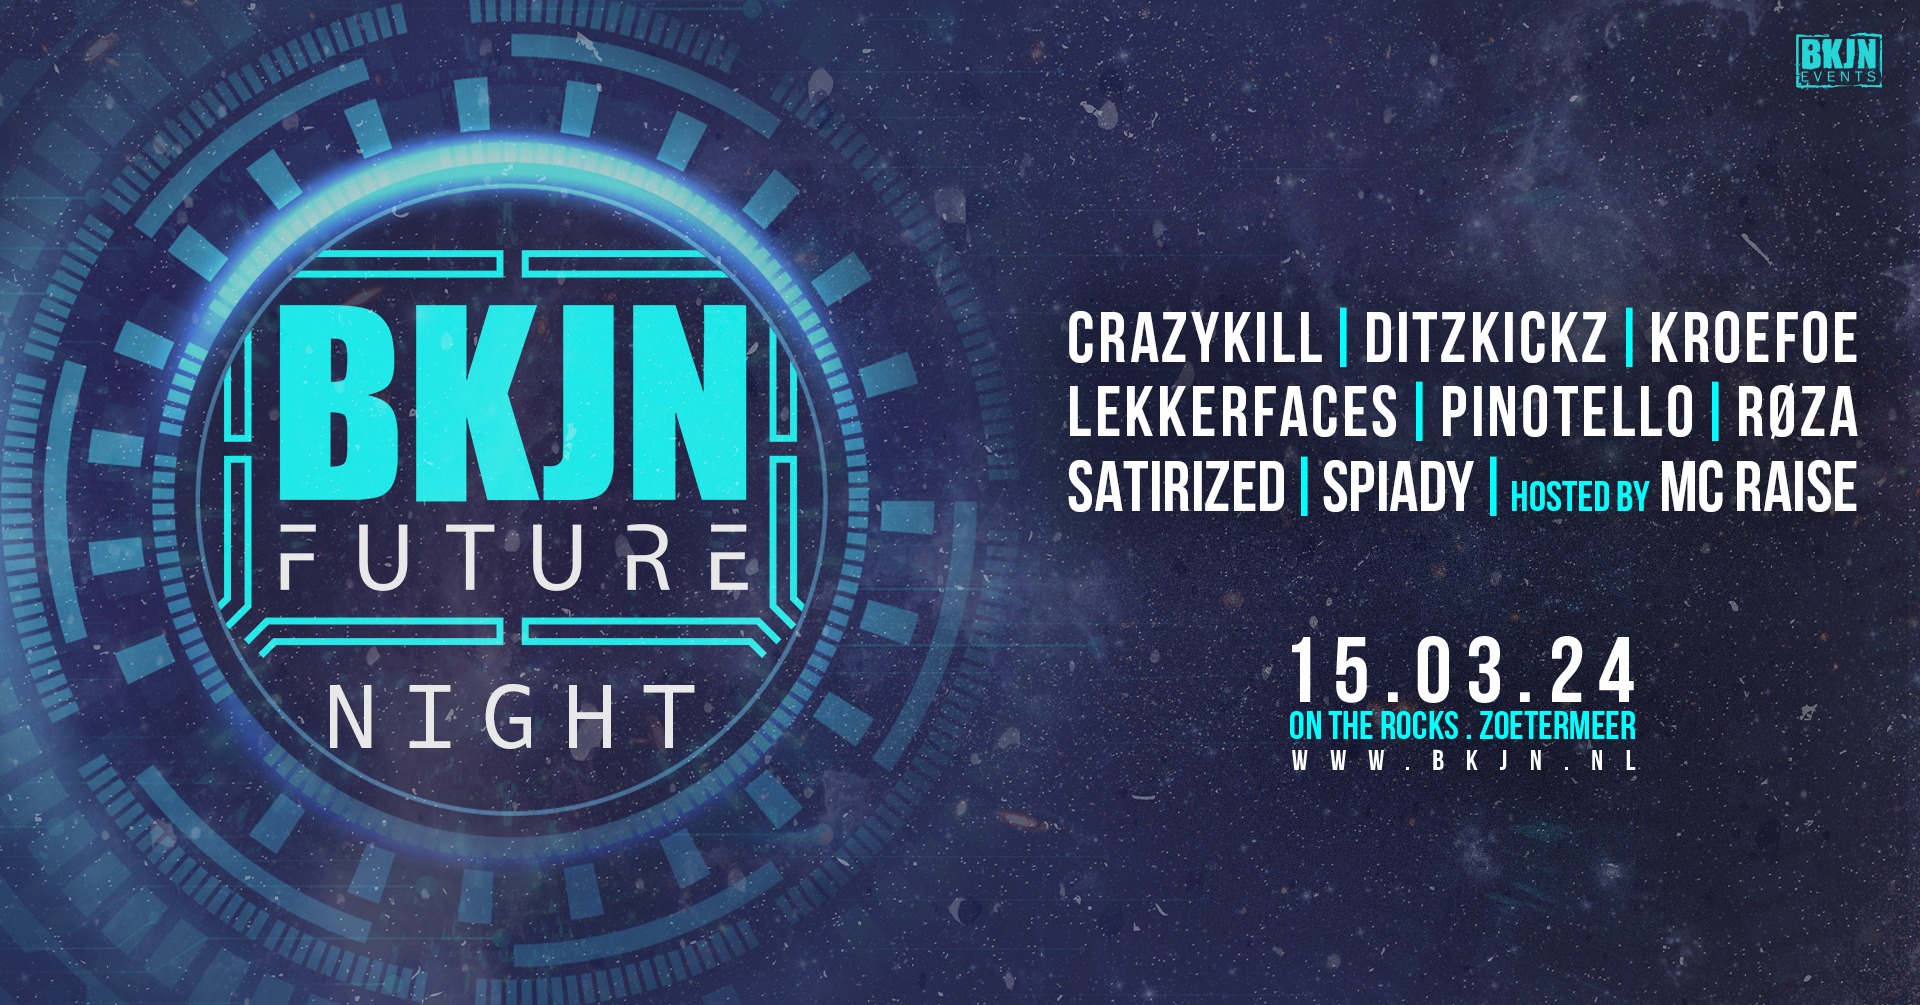 BKJN
EVENTS
BKJN
FUTURE
NIGHT
CRAZYKILL | DITZKICKZ | KROEFOE
LEKKERFACES | PINOTELLO | RØZA
SATIRIZED | SPIADY | HOSTED BY MC RAISE
15.03.24
ON THE ROCKS . ZOETERMEER
WWW.BKJN.NL